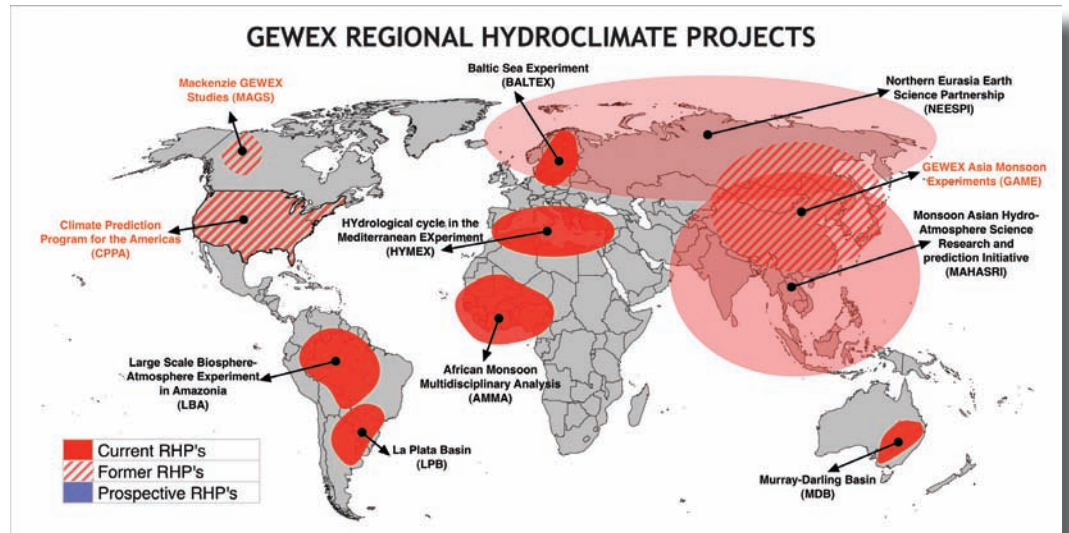 GEWEX REGIONAL HYDROCLIMATE PROJECTS
Mackenzie GEWEX
Studies (MAGS)
Baltic Sea Experiment
(BALTEX)
Northern Eurasia Earth
Science Partnership
(NEESPI)
GEWEX Asia Monsoon
Experiments (GAME)
Climate Prediction
Program for the Americas
(CPPA)
HYdrological cycle in the
Mediterranean EXperiment
(HYMEX)
Monsoon Asian Hydro-
Atmosphere Science
Research and
prediction Initiative
(MAHASRI)
Large Scale Biosphere-
Atmosphere Experiment
in Amazonia
(LBA)
African Monsoon
Multidisciplinary Analysis
(AMMA)
La Plata Basin
(LPB)
Murray-Darling Basin
(MDB)
Current RHP's
Former RHP's
Prospective RHP's